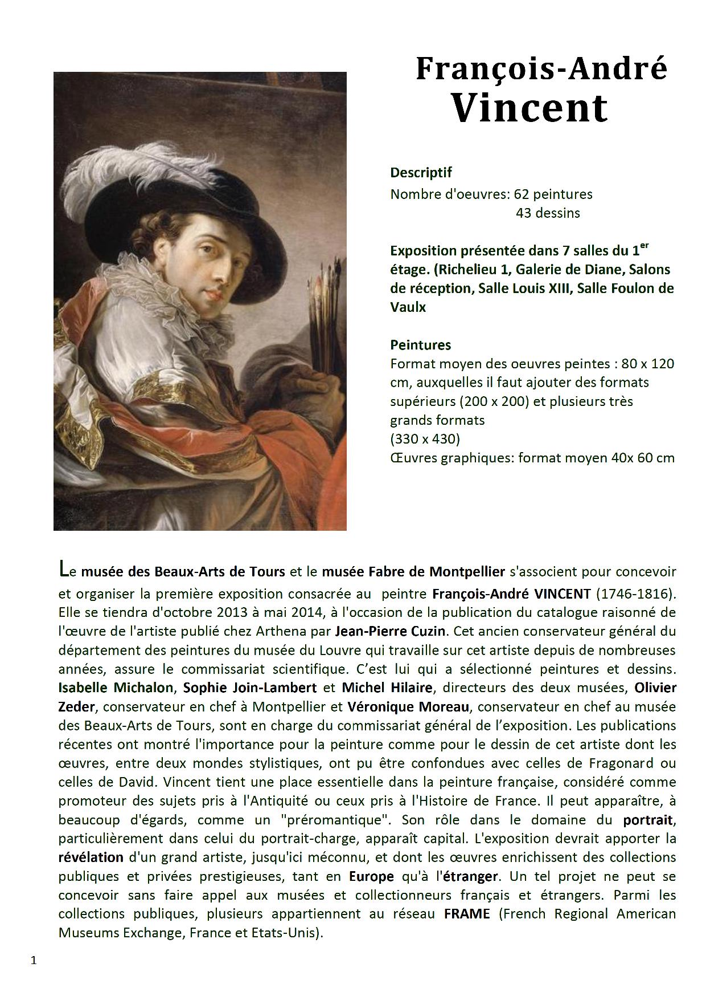 François-André
Vincent
Descriptif
Nombre d'oeuvres: 62 peintures
43 dessins
Exposition présentée dans 7 salles du 1er
étage. (Richelieu 1, Galerie de Diane, Salons
de réception, Salle Louis XIII, Salle Foulon de
Vaulx
Peintures
Format moyen des oeuvres peintes : 80 x 120
cm, auxquelles il faut ajouter des formats
supérieurs (200 x 200) et plusieurs très
grands formats
(330 x 430)
Œuvres graphiques: format moyen 40x 60 cm
Le musée des Beaux-Arts de Tours et le musée Fabre de Montpellier s'associent pour concevoir
et organiser la première exposition consacrée au peintre François-André VINCENT (1746-1816).
Elle se tiendra d'octobre 2013 à mai 2014, à l'occasion de la publication du catalogue raisonné de
l'œuvre de l'artiste publié chez Arthena par Jean-Pierre Cuzin. Cet ancien conservateur général du
département des peintures du musée du Louvre qui travaille sur cet artiste depuis de nombreuses
années, assure le commissariat scientifique. C’est lui qui a sélectionné peintures et dessins.
Isabelle Michalon, Sophie Join-Lambert et Michel Hilaire, directeurs des deux musées, Olivier
Zeder, conservateur en chef à Montpellier et Véronique Moreau, conservateur en chef au musée
des Beaux-Arts de Tours, sont en charge du commissariat général de l’exposition. Les publications
récentes ont montré l'importance pour la peinture comme pour le dessin de cet artiste dont les
œuvres, entre deux mondes stylistiques, ont pu être confondues avec celles de Fragonard ou
celles de David. Vincent tient une place essentielle dans la peinture française, considéré comme
promoteur des sujets pris à l'Antiquité ou ceux pris à l'Histoire de France. Il peut apparaître, à
beaucoup d'égards, comme un "préromantique". Son rôle dans le domaine du portrait,
particulièrement dans celui du portrait-charge, apparaît capital. L'exposition devrait apporter la
révélation d'un grand artiste, jusqu'ici méconnu, et dont les œuvres enrichissent des collections
publiques et privées prestigieuses, tant en Europe qu'à l'étranger. Un tel projet ne peut se
concevoir sans faire appel aux musées et collectionneurs français et étrangers. Parmi les
collections publiques, plusieurs appartiennent au réseau FRAME (French Regional American
Museums Exchange, France et Etats-Unis).
1